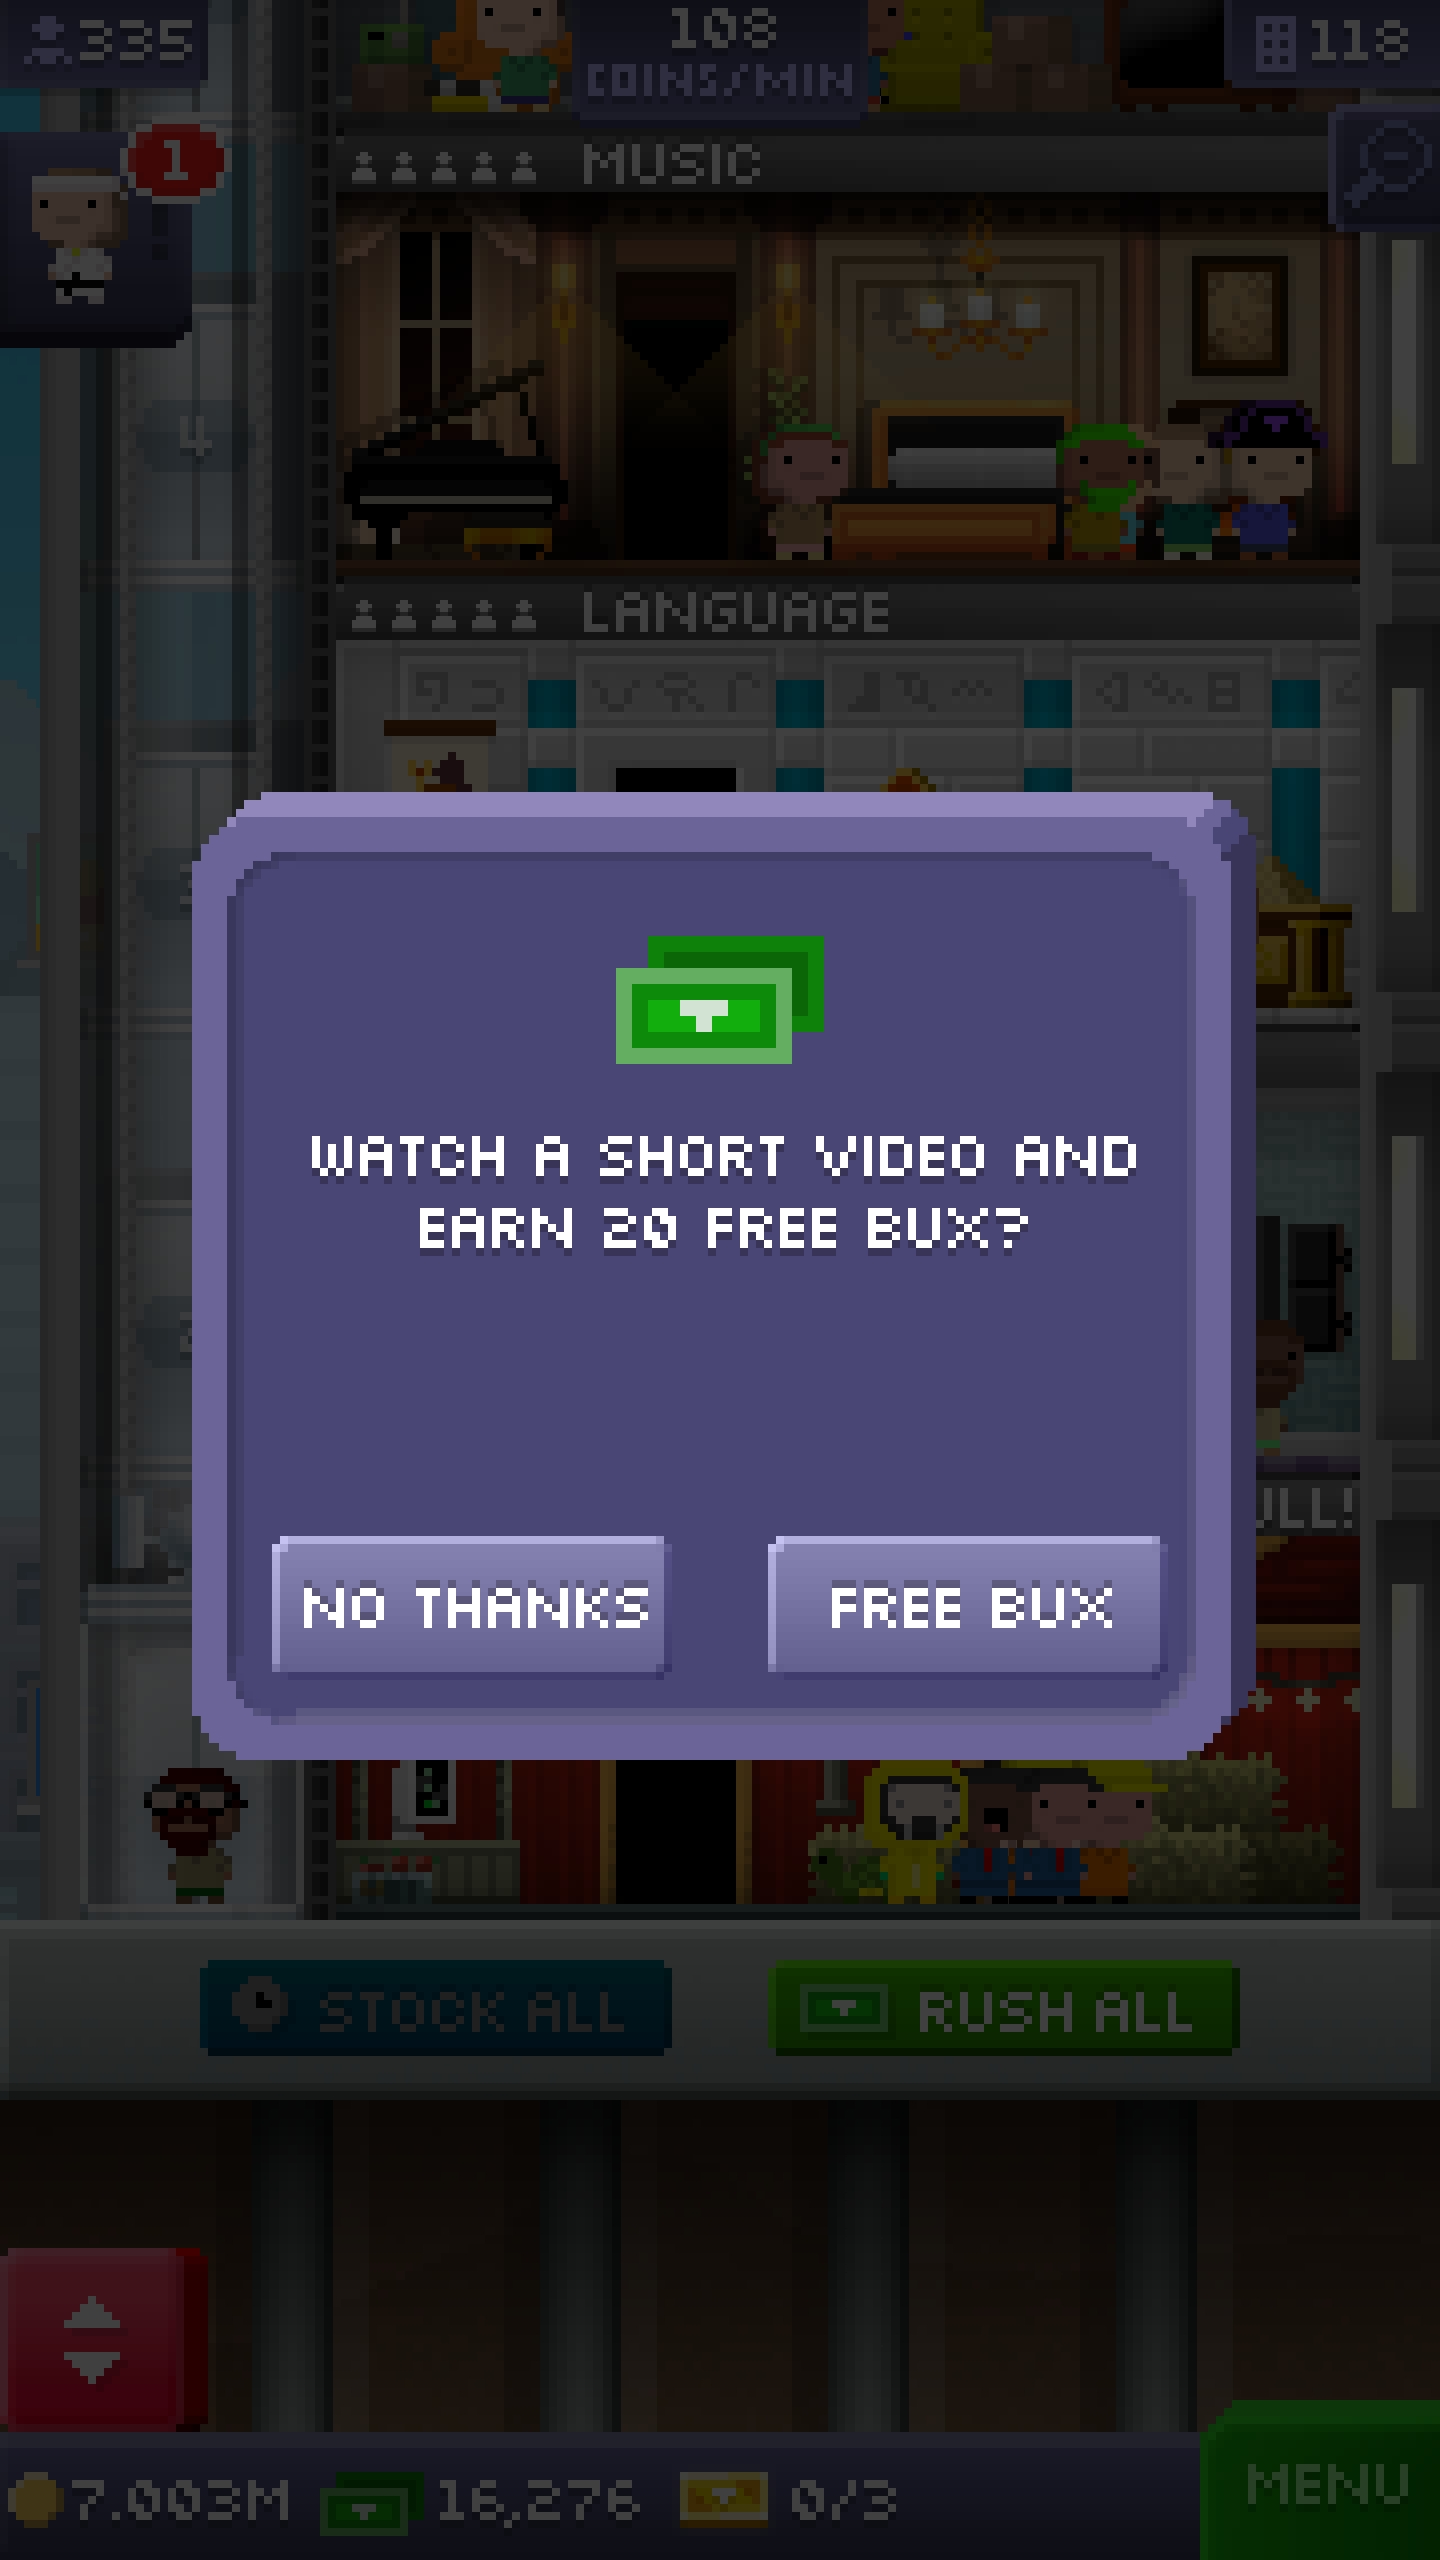 335
108
COINS/MIN
118
1
MUSIC
4
LANGUAGE
WATCH A SHORT VIDEO AND
EARN 20 FREE BUX?
NO THANKS
FREE BUX
STOCK ALL
RUSH ALL
7.003M
16,276
0/3
MENU